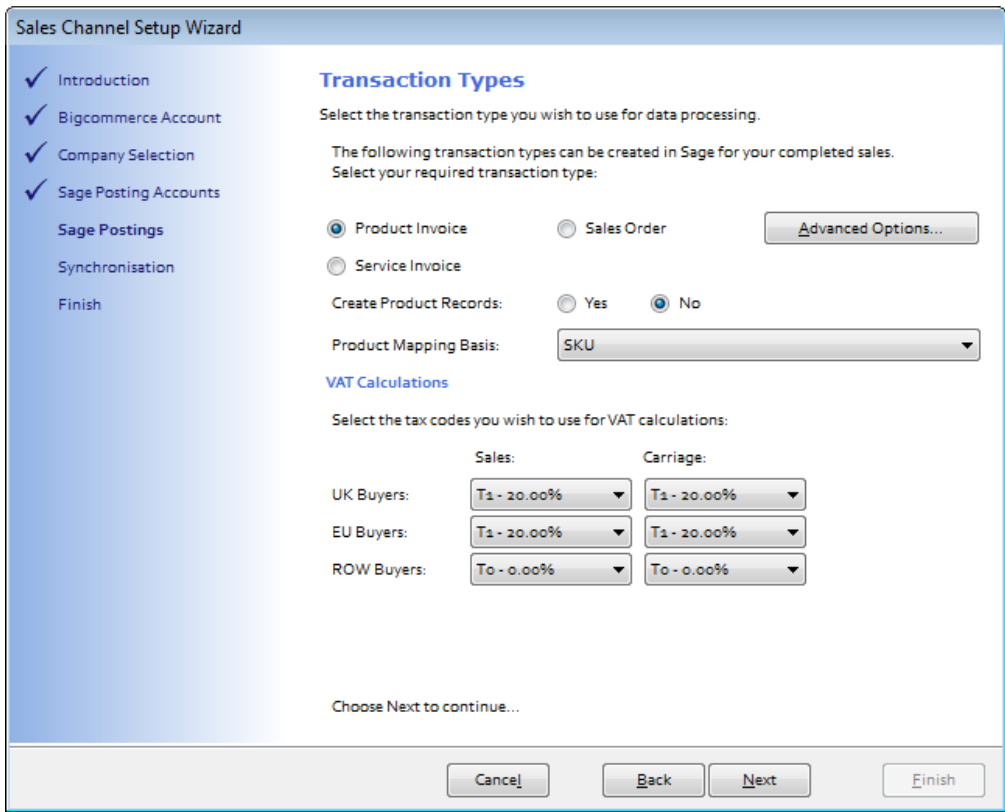 Sales Channel Setup Wizard
Introduction
Bigcommerce Account
Company Selection
Sage Posting Accounts
Sage Postings
Synchronisation
Finish
Transaction Types
Select the transaction type you wish to use for data processing.
The following transaction types can be created in Sage for your completed sales.
Select your required transaction type:
Product Invoice
Sales Order
Advanced Options...
Service Invoice
Create Product Records:
Yes
No
Product Mapping Basis:
SKU
VAT Calculations
Select the tax codes you wish to use for VAT calculations:
Sales:
Carriage:
UK Buyers:
T1 - 20.00%
T1 - 20.00%
EU Buyers:
T1 - 20.00%
T1 - 20.00%
ROW Buyers:
T0 - 0.00%
T0 - 0.00%
Choose Next to continue...
Cancel
Back
Next
Finish